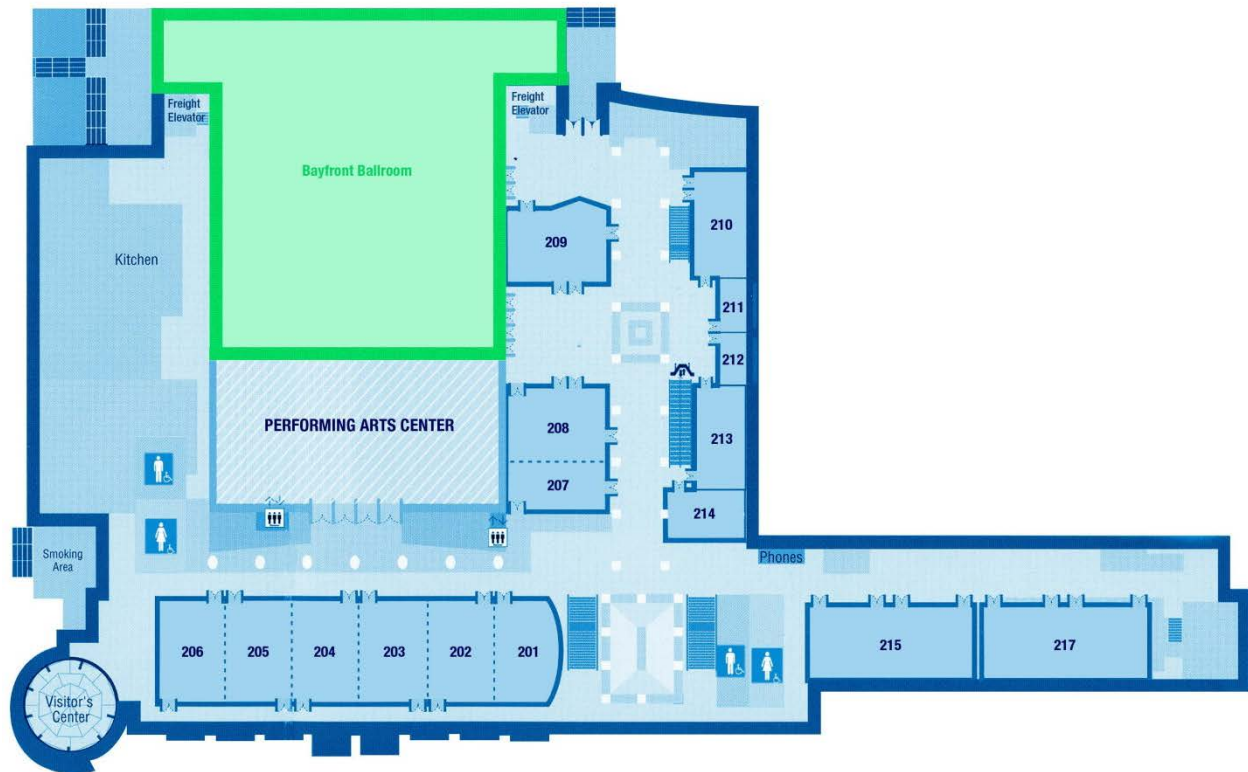 Freight
Elevator
Freight
Elevator
Bayfront Ballroom
210
209
Kitchen
211
212
PERFORMING ARTS CENTER
208
213
207
214
Smoking
Area
Phones
206
205
204
203
202
201
215
217
Visitor's
Center